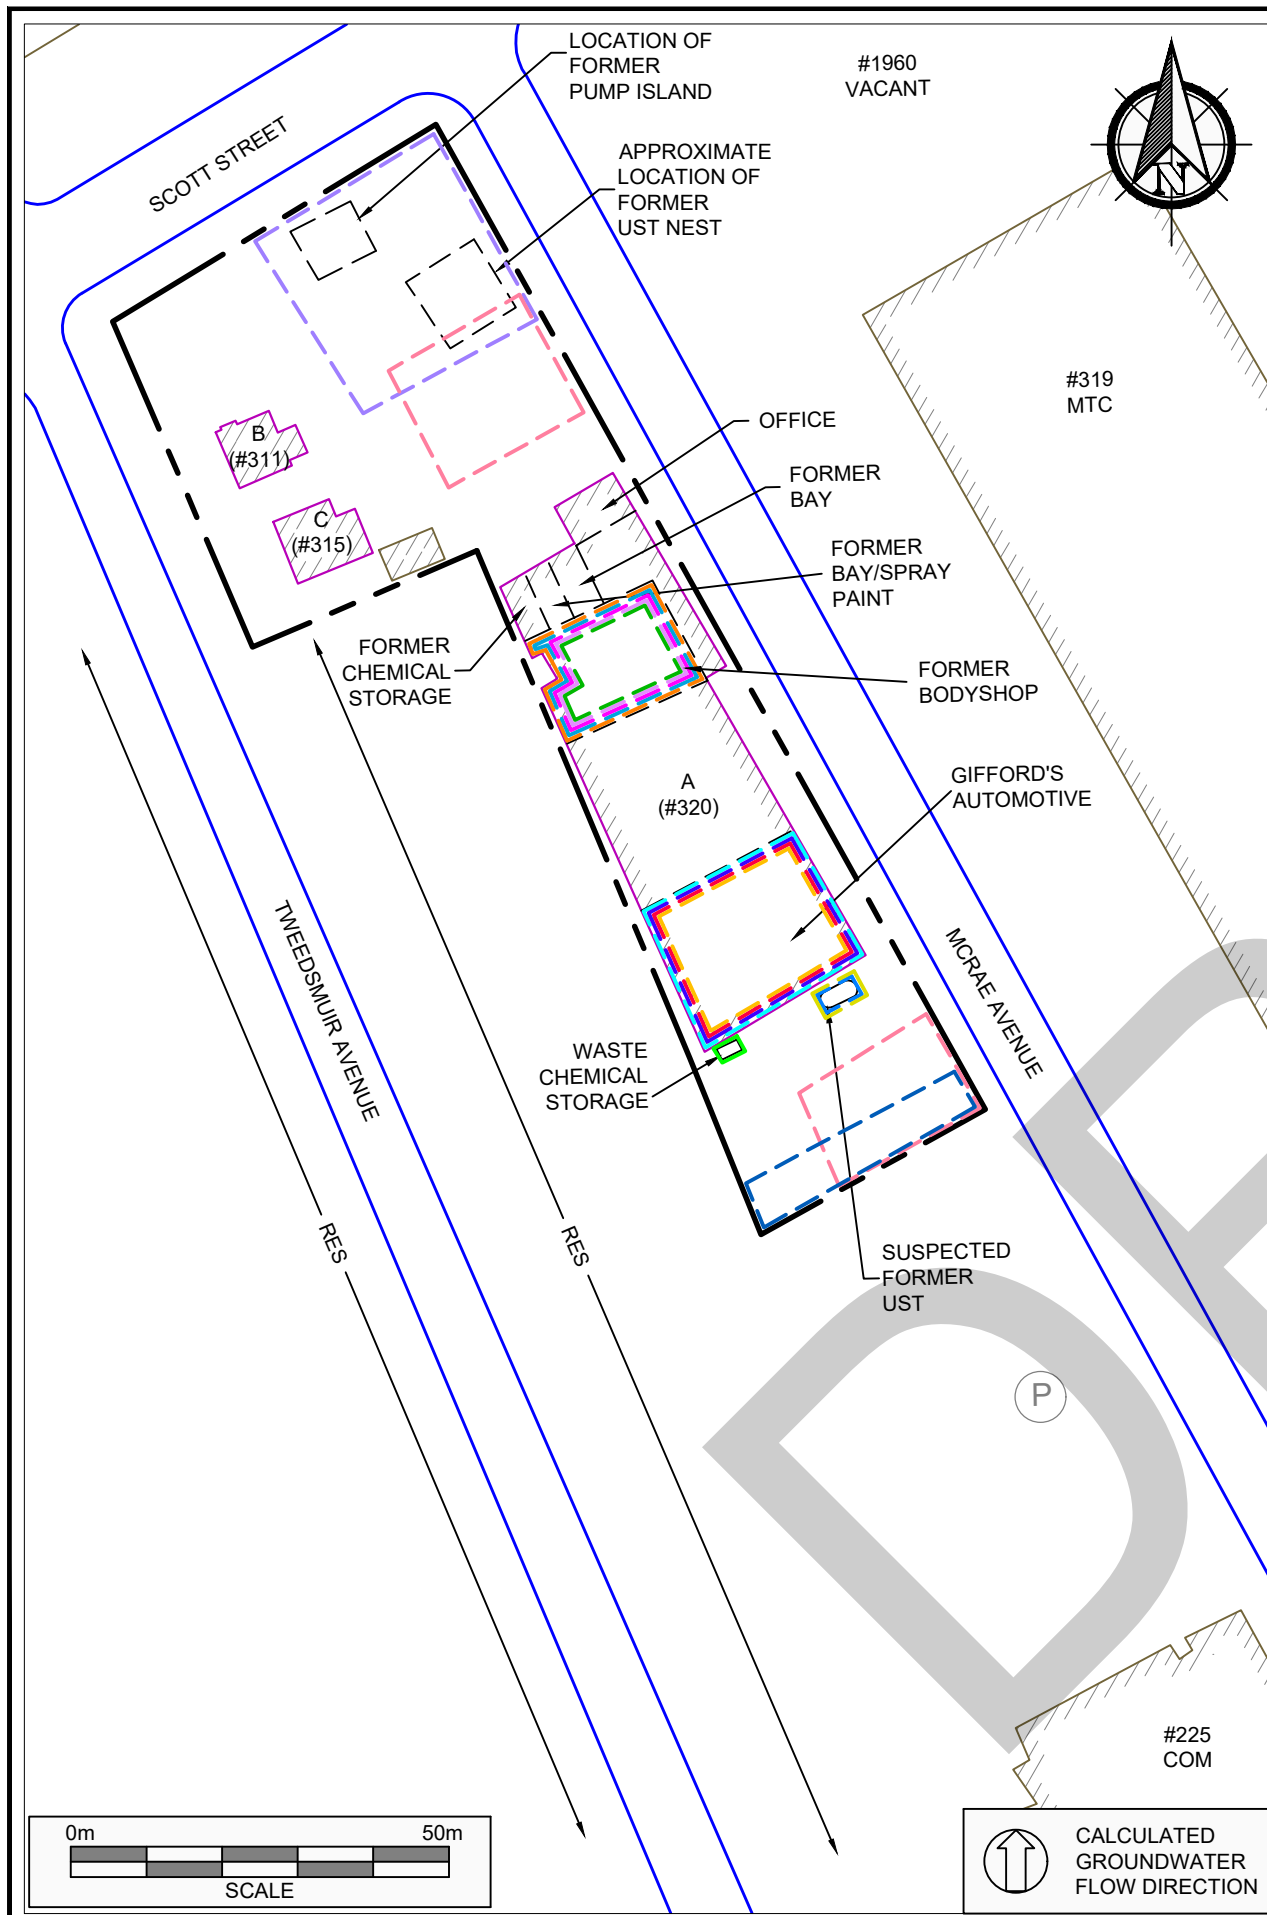 LOCATION OF
FORMER
PUMP ISLAND
#1960
VACANT
N
SCOTT STREET
APPROXIMATE
LOCATION OF
FORMER
UST NEST
#319
MTC
OFFICE
B
(#311)
FORMER
BAY
C
(#315)
FORMER
BAY/SPRAY
PAINT
FORMER
CHEMICAL
STORAGE
FORMER
BODYSHOP
A
(#320)
GIFFORD'S
AUTOMOTIVE
TWEEDSMUIR AVENUE
MCRAE AVENUE
WASTE
CHEMICAL
STORAGE
RES
RES
SUSPECTED
FORMER
UST
P
D
#225
COM
0m 50m
SCALE
CALCULATED
GROUNDWATER
FLOW DIRECTION